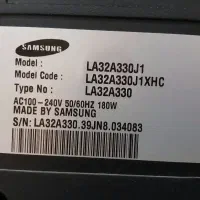 SAMSUNG
Model : LA32A330J1
Model Code : LA32A330J1XHC
Type No : LA32A330
AC100-240V 50/60HZ 180W
MADE BY SAMSUNG
S/N: LA32A330.39JN8.034083